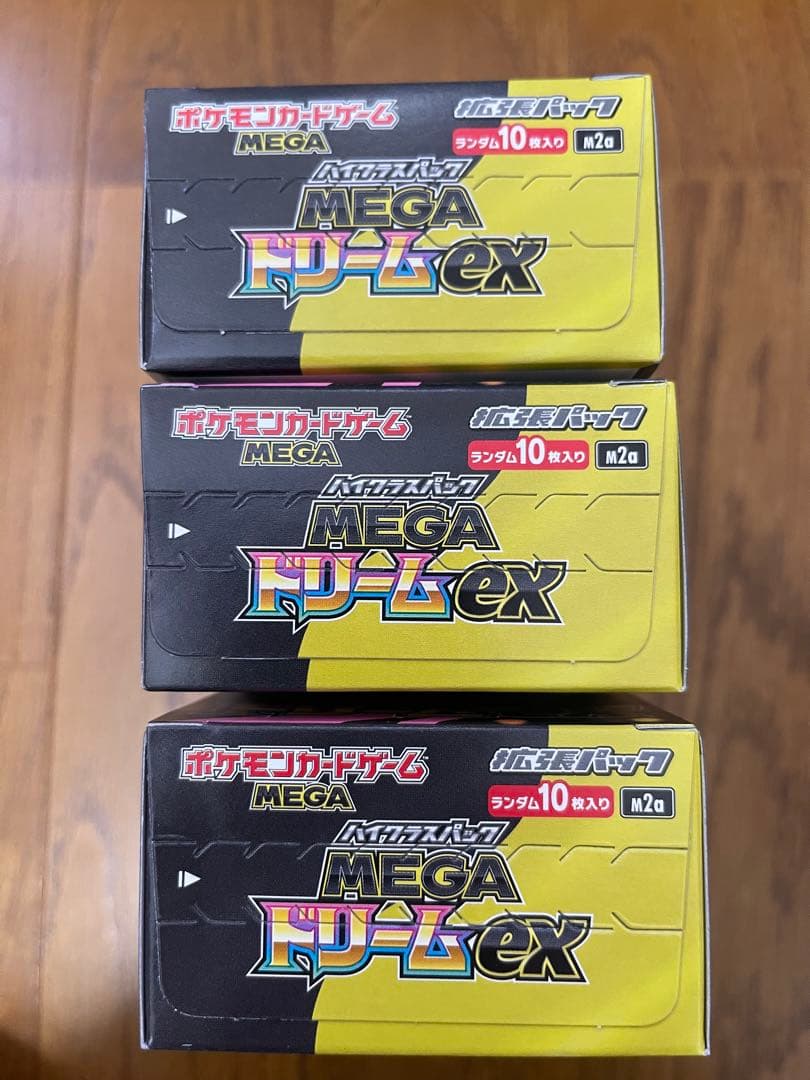 ポケモンカードゲーム
MEGA
拡張パック
ランダム10枚入り M2a
ハイクラスパック
MEGA
ドリームex
ポケモンカードゲーム
MEGA
拡張パック
ランダム10枚入り M2a
ハイクラスパック
MEGA
ドリームex
ポケモンカードゲーム
MEGA
拡張パック
ランダム10枚入り M2a
ハイクラスパック
MEGA
ドリームex